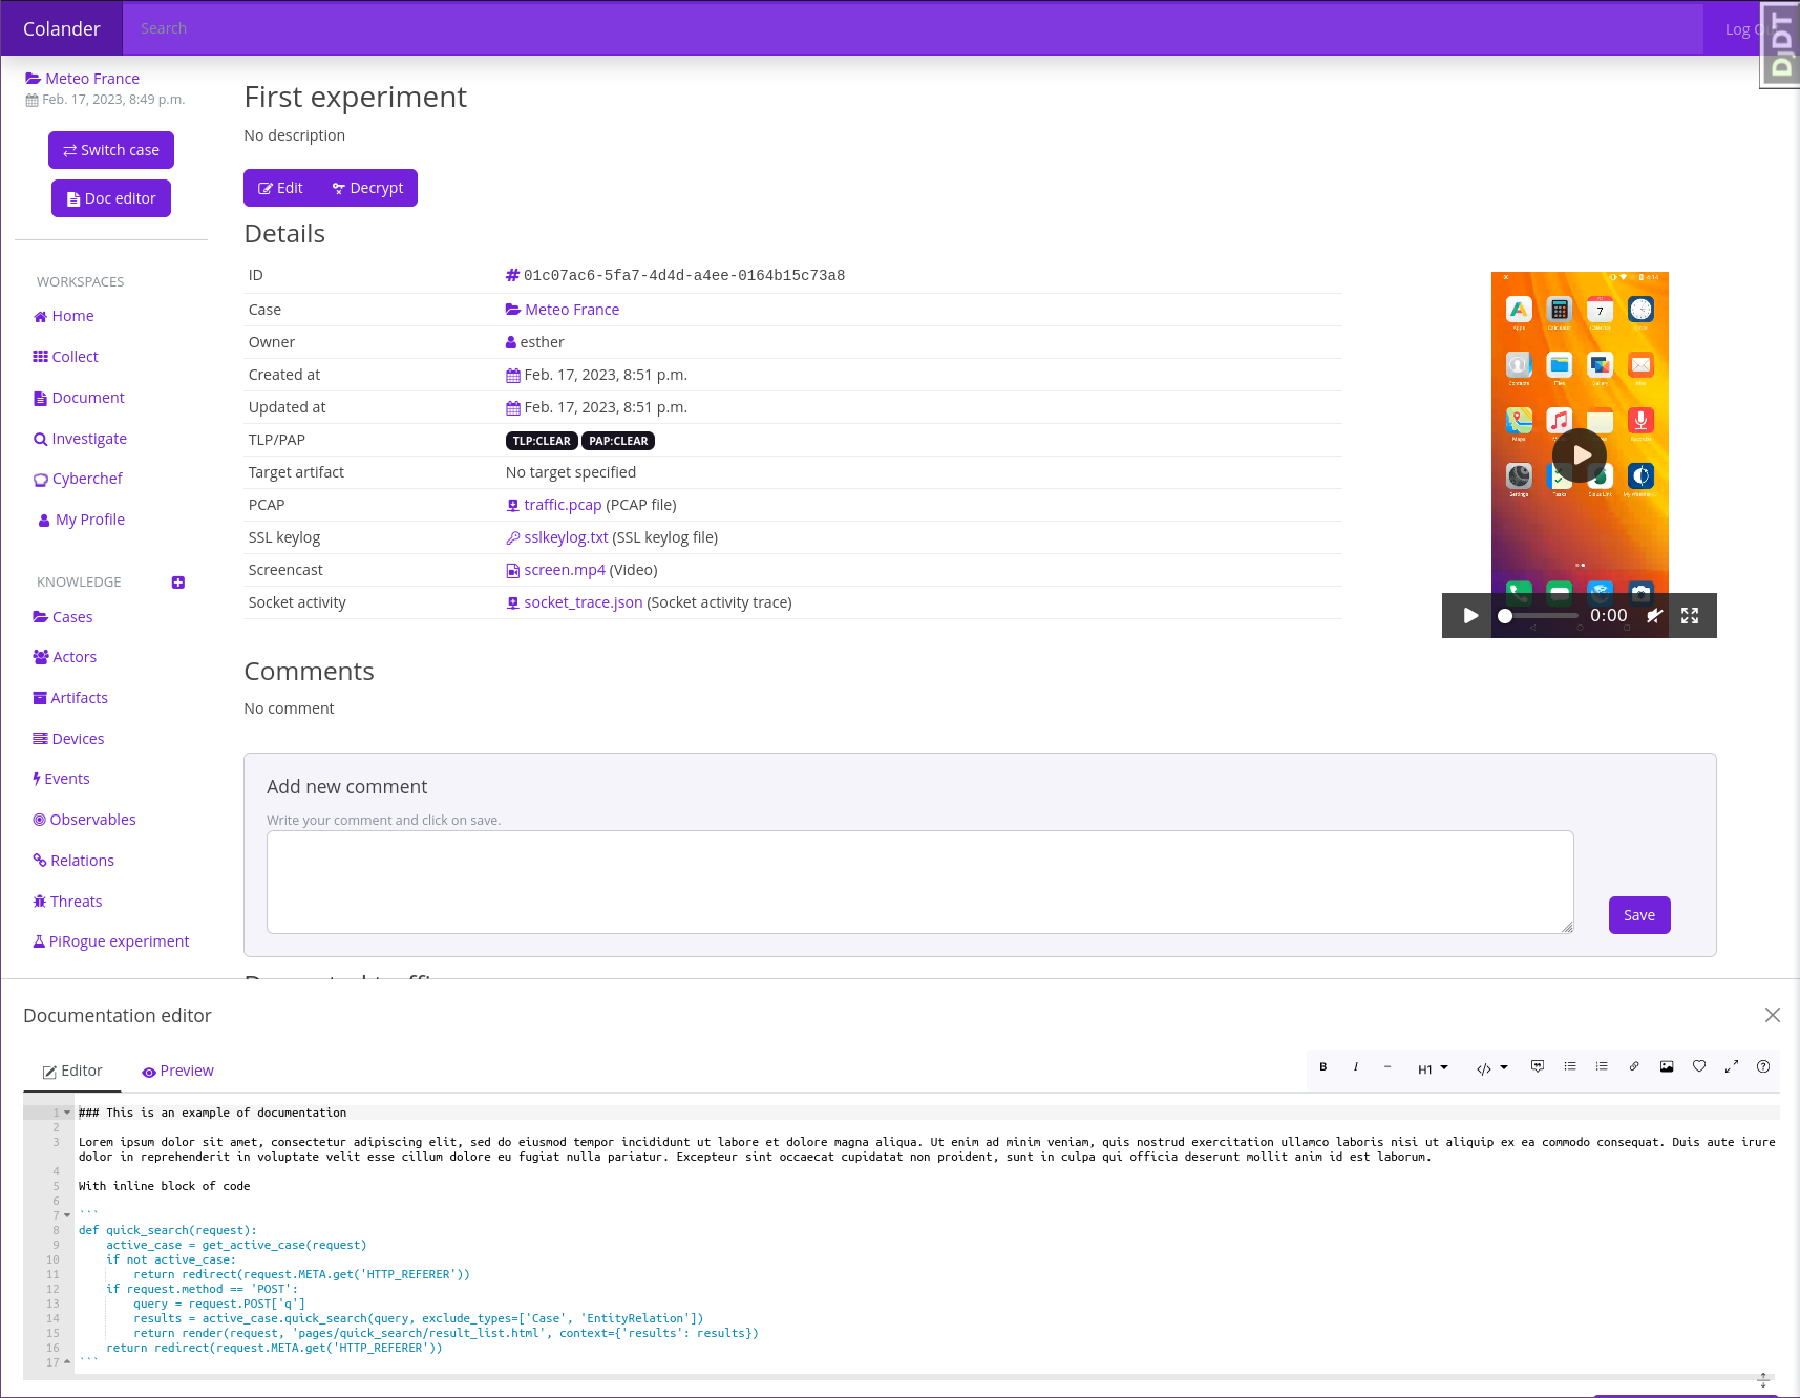 Colander
Search
Log O
DjDT
Meteo France
Feb. 17, 2023, 8:49 p.m.
Switch case
Doc editor
WORKSPACES
Home
Collect
Document
Investigate
Cyberchef
My Profile
KNOWLEDGE
Cases
Actors
Artifacts
Devices
Events
Observables
Relations
Threats
PiRogue experiment
First experiment
No description
Edit Decrypt
Details
ID # 01c07ac6-5fa7-4d4d-a4ee-0164b15c73a8
Case Meteo France
Owner esther
Created at Feb. 17, 2023, 8:51 p.m.
Updated at Feb. 17, 2023, 8:51 p.m.
TLP/PAP TLP:CLEAR PAP:CLEAR
Target artifact No target specified
PCAP traffic.pcap (PCAP file)
SSL keylog sslkeylog.txt (SSL keylog file)
Screencast screen.mp4 (Video)
Socket activity socket_trace.json (Socket activity trace)
7
0:00
Comments
No comment
Add new comment
Write your comment and click on save.
Save
Documentation editor
Editor Preview
B I – H1 </>
1 ### This is an example of documentation
2
3 Lorem ipsum dolor sit amet, consectetur adipiscing elit, sed do eiusmod tempor incididunt ut labore et dolore magna aliqua. Ut enim ad minim veniam, quis nostrud exercitation ullamco laboris nisi ut aliquip ex ea commodo consequat. Duis aute irure
dolor in reprehenderit in voluptate velit esse cillum dolore eu fugiat nulla pariatur. Excepteur sint occaecat cupidatat non proident, sunt in culpa qui officia deserunt mollit anim id est laborum.
4
5 With inline block of code
6
7 ```
8 def quick_search(request):
9 active_case = get_active_case(request)
10 if not active_case:
11 return redirect(request.META.get('HTTP_REFERER'))
12 if request.method == 'POST':
13 query = request.POST['q']
14 results = active_case.quick_search(query, exclude_types=['Case', 'EntityRelation'])
15 return render(request, 'pages/quick_search/result_list.html', context={'results': results})
16 return redirect(request.META.get('HTTP_REFERER'))
17 ```